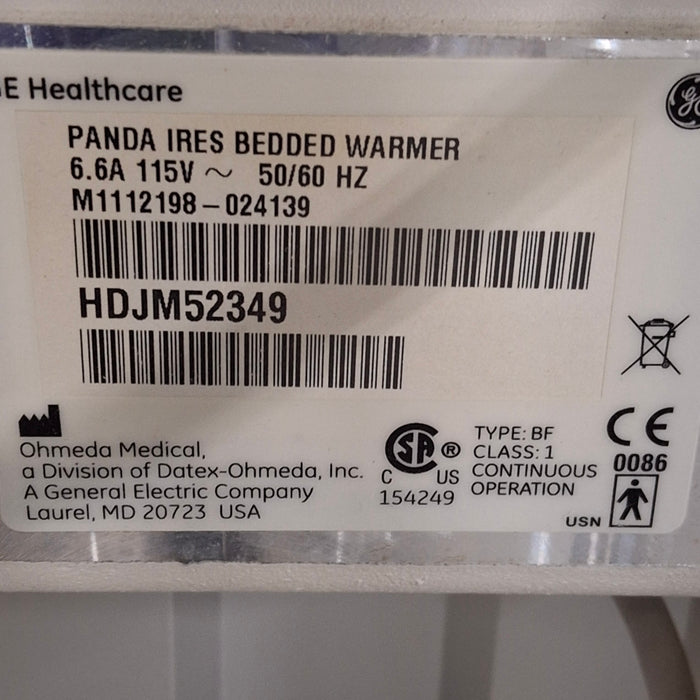 E Healthcare
GE
PANDA IRES BEDDED WARMER
6.6A 115V ~ 50/60 HZ
M1112198-024139
HDJM52349
Ohmeda Medical,
a Division of Datex-Ohmeda, Inc.
A General Electric Company
Laurel, MD 20723 USA
SA ®
C US
154249
TYPE: BF
CLASS: 1
CONTINUOUS
OPERATION
USN
CE
0086